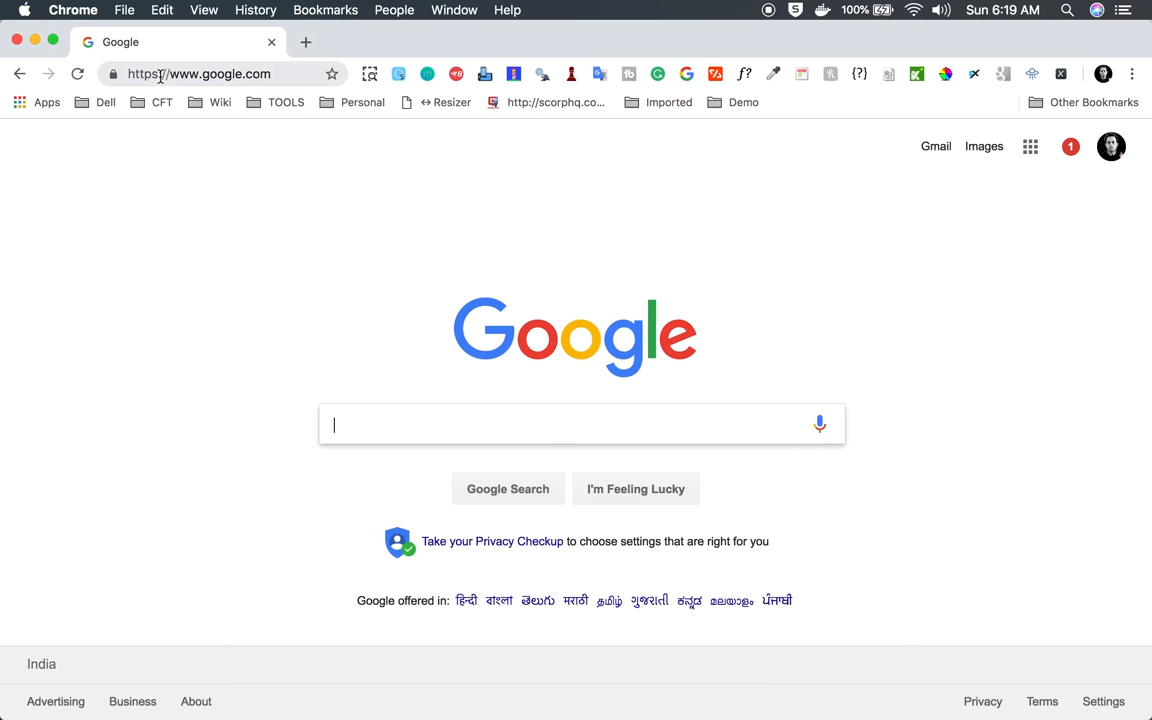 Chrome File Edit View History Bookmarks People Window Help 100% Sun 6:19 AM
Google
https://www.google.com
Apps Dell CFT Wiki TOOLS Personal ↔Resizer http://scorphq.co... Imported Demo Other Bookmarks
Gmail Images 1
Google
Google Search I'm Feeling Lucky
Take your Privacy Checkup to choose settings that are right for you
Google offered in: हिन्दी বাংলা తెలుగు मराठी தமிழ் ગુજરાતી ಕನ್ನಡ മലയാളം ਪੰਜਾਬੀ
India
Advertising Business About Privacy Terms Settings